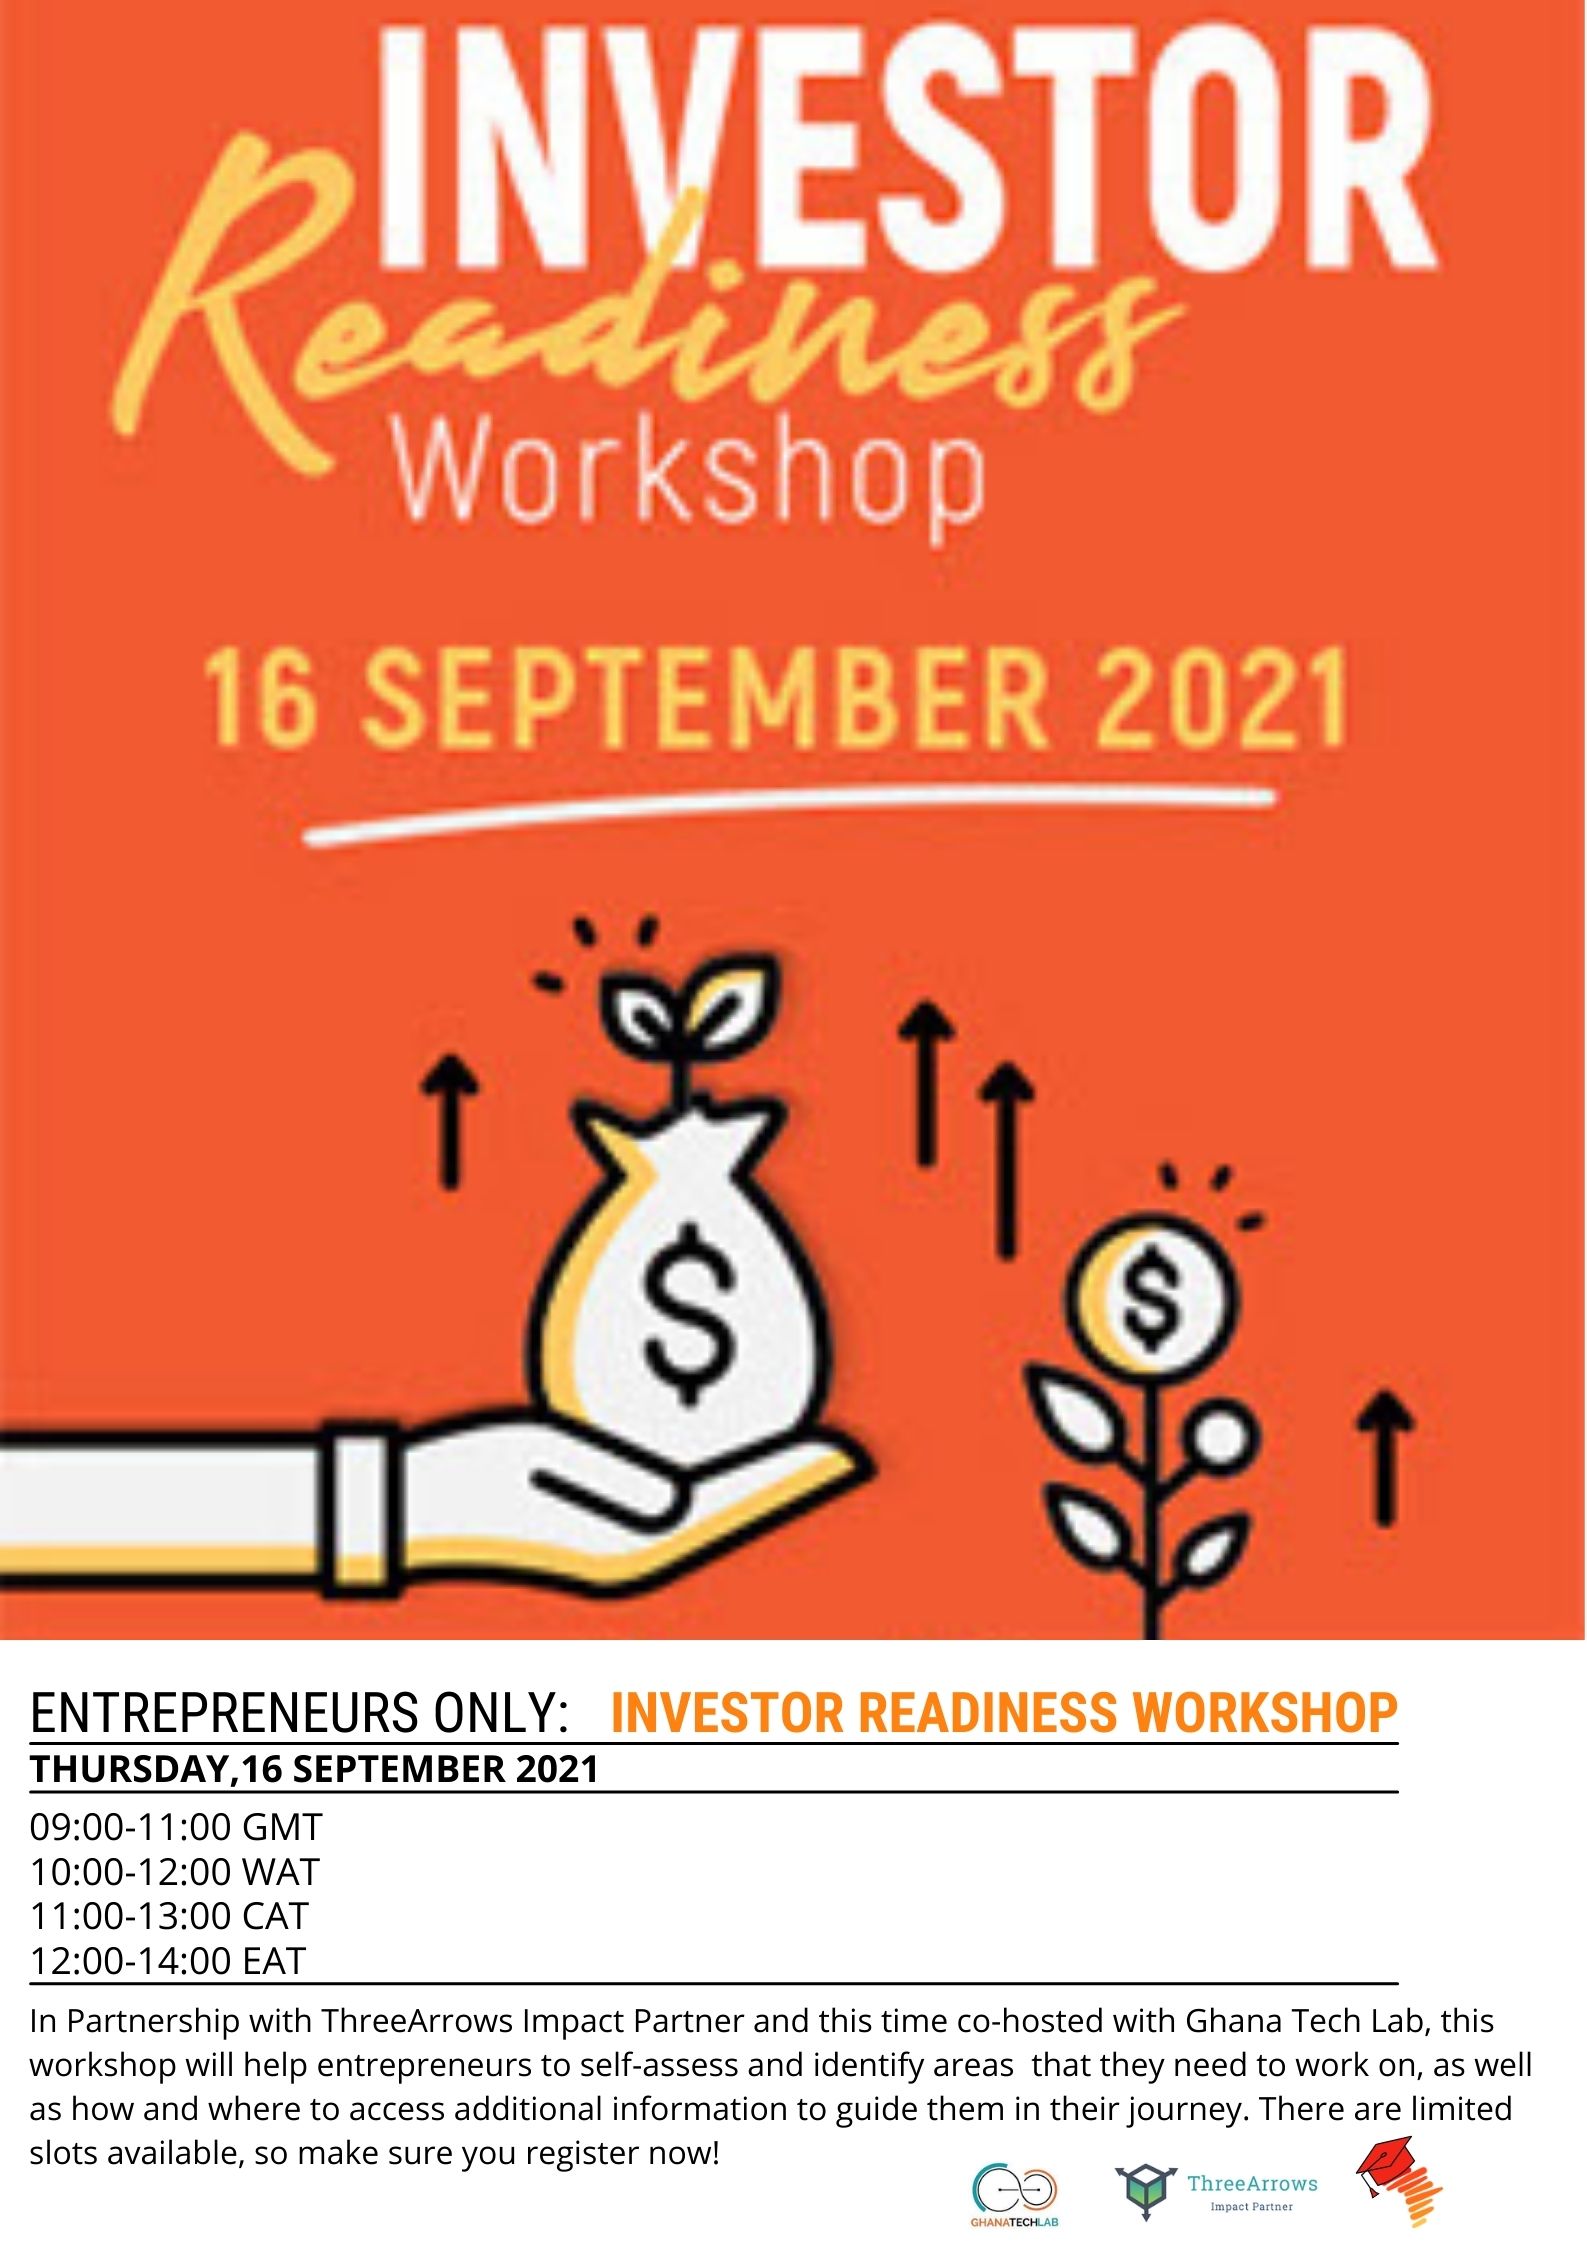 INVESTOR
Readiness
Workshop
16 SEPTEMBER 2021
$
$
ENTREPRENEURS ONLY: INVESTOR READINESS WORKSHOP
THURSDAY,16 SEPTEMBER 2021
09:00-11:00 GMT
10:00-12:00 WAT
11:00-13:00 CAT
12:00-14:00 EAT
In Partnership with ThreeArrows Impact Partner and this time co-hosted with Ghana Tech Lab, this
workshop will help entrepreneurs to self-assess and identify areas  that they need to work on, as well
as how and where to access additional information to guide them in their journey. There are limited
slots available, so make sure you register now!
GHANATECHLAB
ThreeArrows
Impact Partner